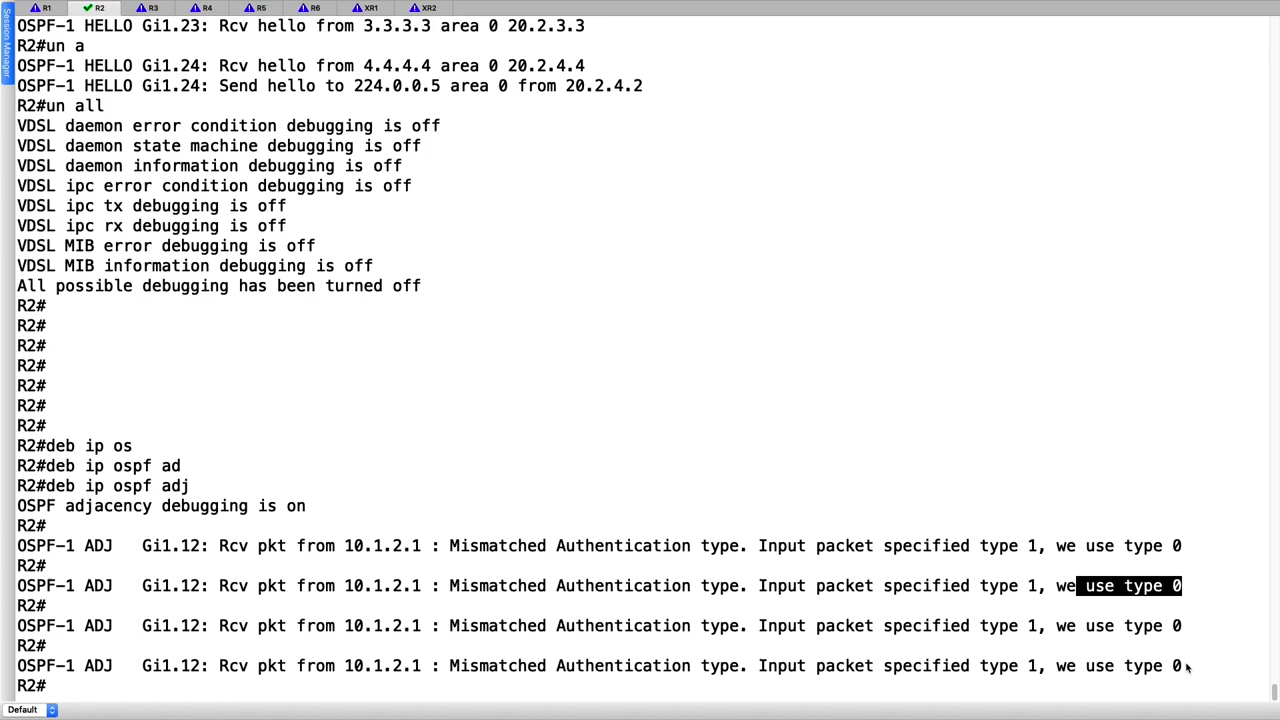 Session Manager
R1 R2 R3 R4 R5 R6 XR1 XR2
OSPF-1 HELLO Gi1.23: Rcv hello from 3.3.3.3 area 0 20.2.3.3
R2#un a
OSPF-1 HELLO Gi1.24: Rcv hello from 4.4.4.4 area 0 20.2.4.4
OSPF-1 HELLO Gi1.24: Send hello to 224.0.0.5 area 0 from 20.2.4.2
R2#un all
VDSL daemon error condition debugging is off
VDSL daemon state machine debugging is off
VDSL daemon information debugging is off
VDSL ipc error condition debugging is off
VDSL ipc tx debugging is off
VDSL ipc rx debugging is off
VDSL MIB error debugging is off
VDSL MIB information debugging is off
All possible debugging has been turned off
R2#
R2#
R2#
R2#
R2#
R2#
R2#
R2#deb ip os
R2#deb ip ospf ad
R2#deb ip ospf adj
OSPF adjacency debugging is on
R2#
OSPF-1 ADJ   Gi1.12: Rcv pkt from 10.1.2.1 : Mismatched Authentication type. Input packet specified type 1, we use type 0
R2#
OSPF-1 ADJ   Gi1.12: Rcv pkt from 10.1.2.1 : Mismatched Authentication type. Input packet specified type 1, we use type 0
R2#
OSPF-1 ADJ   Gi1.12: Rcv pkt from 10.1.2.1 : Mismatched Authentication type. Input packet specified type 1, we use type 0
R2#
OSPF-1 ADJ   Gi1.12: Rcv pkt from 10.1.2.1 : Mismatched Authentication type. Input packet specified type 1, we use type 0
R2#
Default